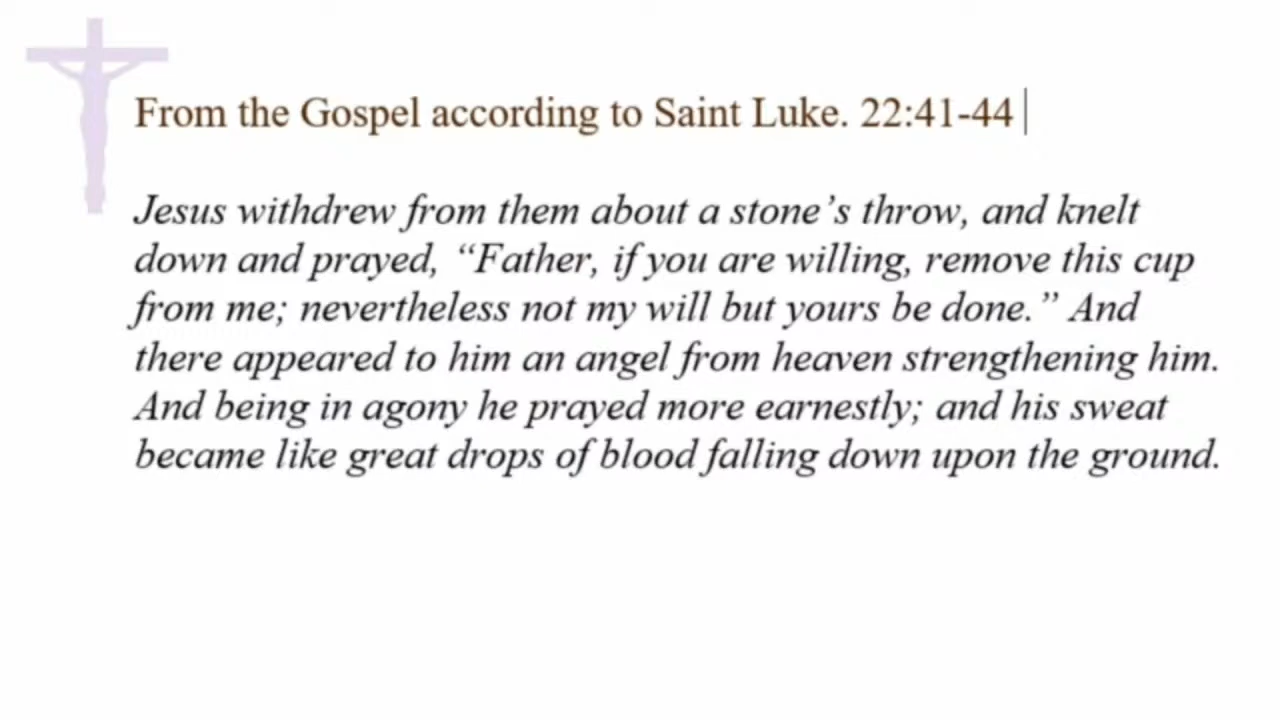 From the Gospel according to Saint Luke. 22:41-44
Jesus withdrew from them about a stone’s throw, and knelt
down and prayed, “Father, if you are willing, remove this cup
from me; nevertheless not my will but yours be done.” And
there appeared to him an angel from heaven strengthening him.
And being in agony he prayed more earnestly; and his sweat
became like great drops of blood falling down upon the ground.